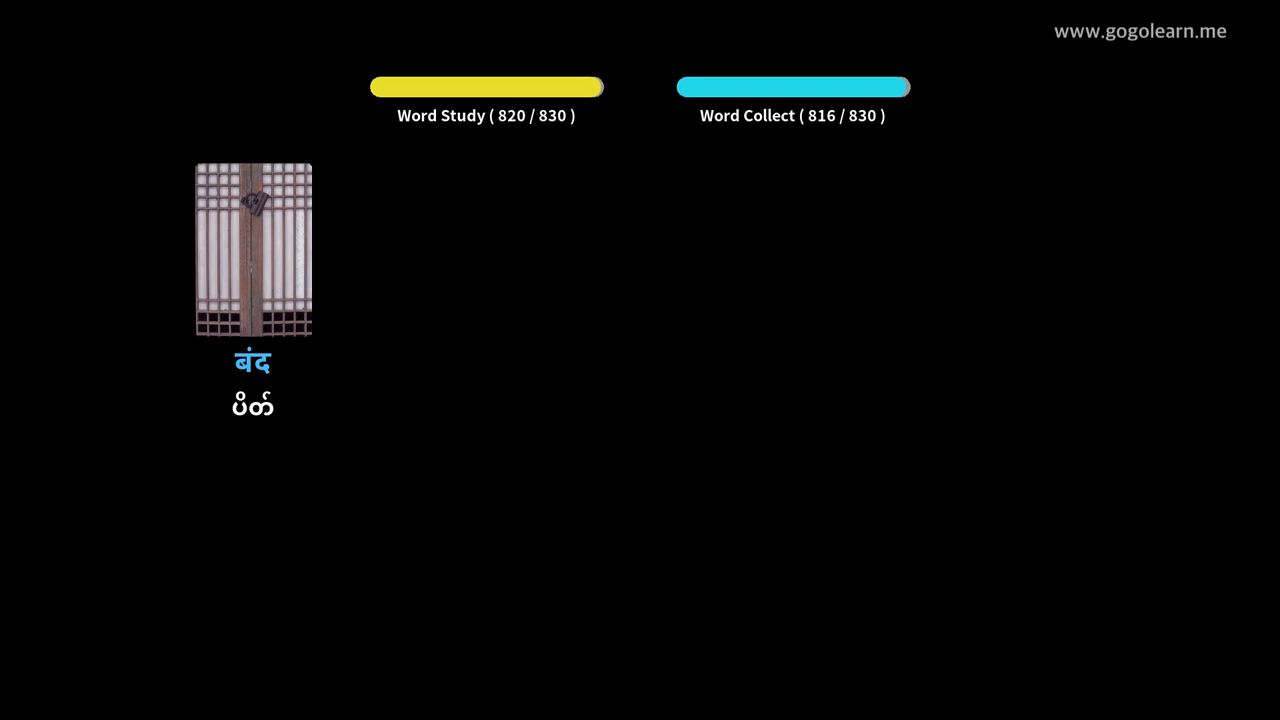 www.gogolearn.me
Word Study ( 820 / 830 )
Word Collect ( 816 / 830 )
बंद
ပိတ်